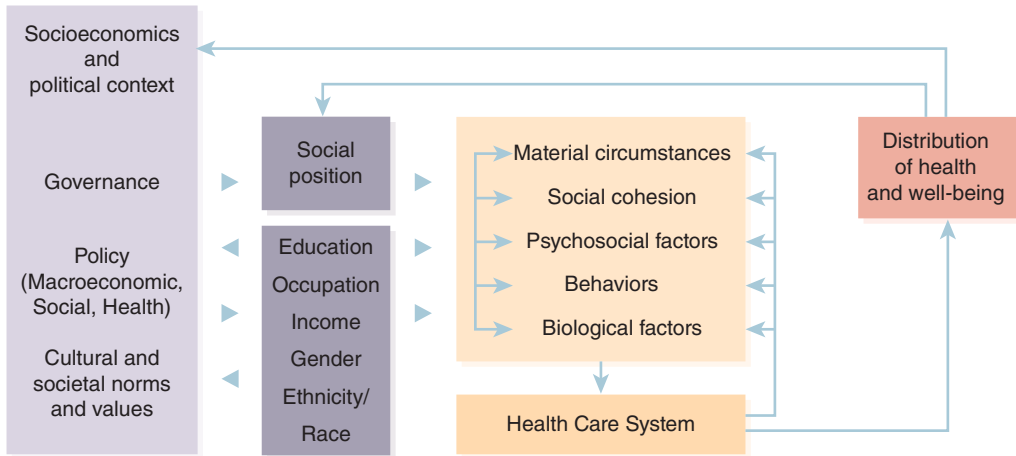 Socioeconomics
and
political context
Governance
Policy
(Macroeconomic,
Social, Health)
Cultural and
societal norms
and values
Social
position
Education
Occupation
Income
Gender
Ethnicity/
Race
Material circumstances
Social cohesion
Psychosocial factors
Behaviors
Biological factors
Health Care System
Distribution
of health
and well-being